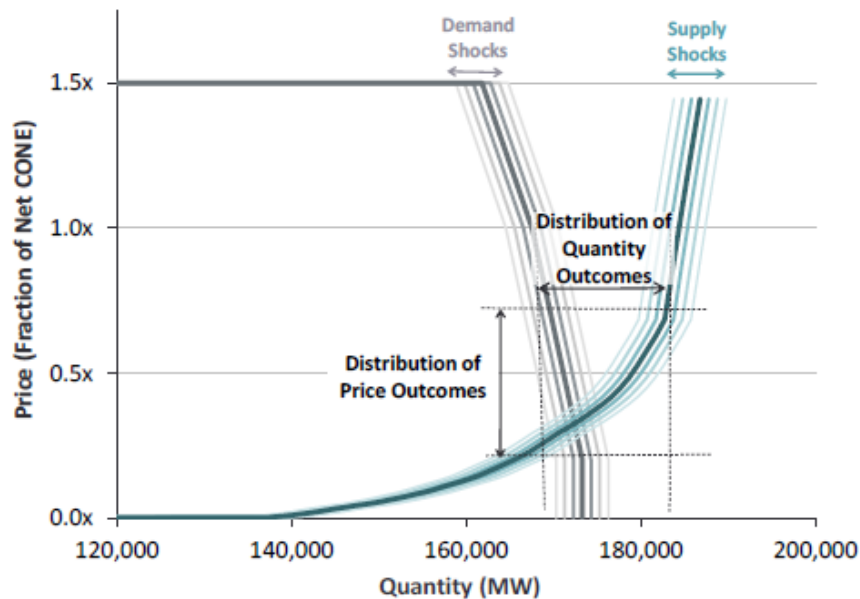 Demand
Shocks
Supply
Shocks
1.5x
1.0x
0.5x
0.0x
Price (Fraction of Net CONE)
Distribution of
Quantity
Outcomes
Distribution of
Price Outcomes
120,000
140,000
160,000
180,000
200,000
Quantity (MW)